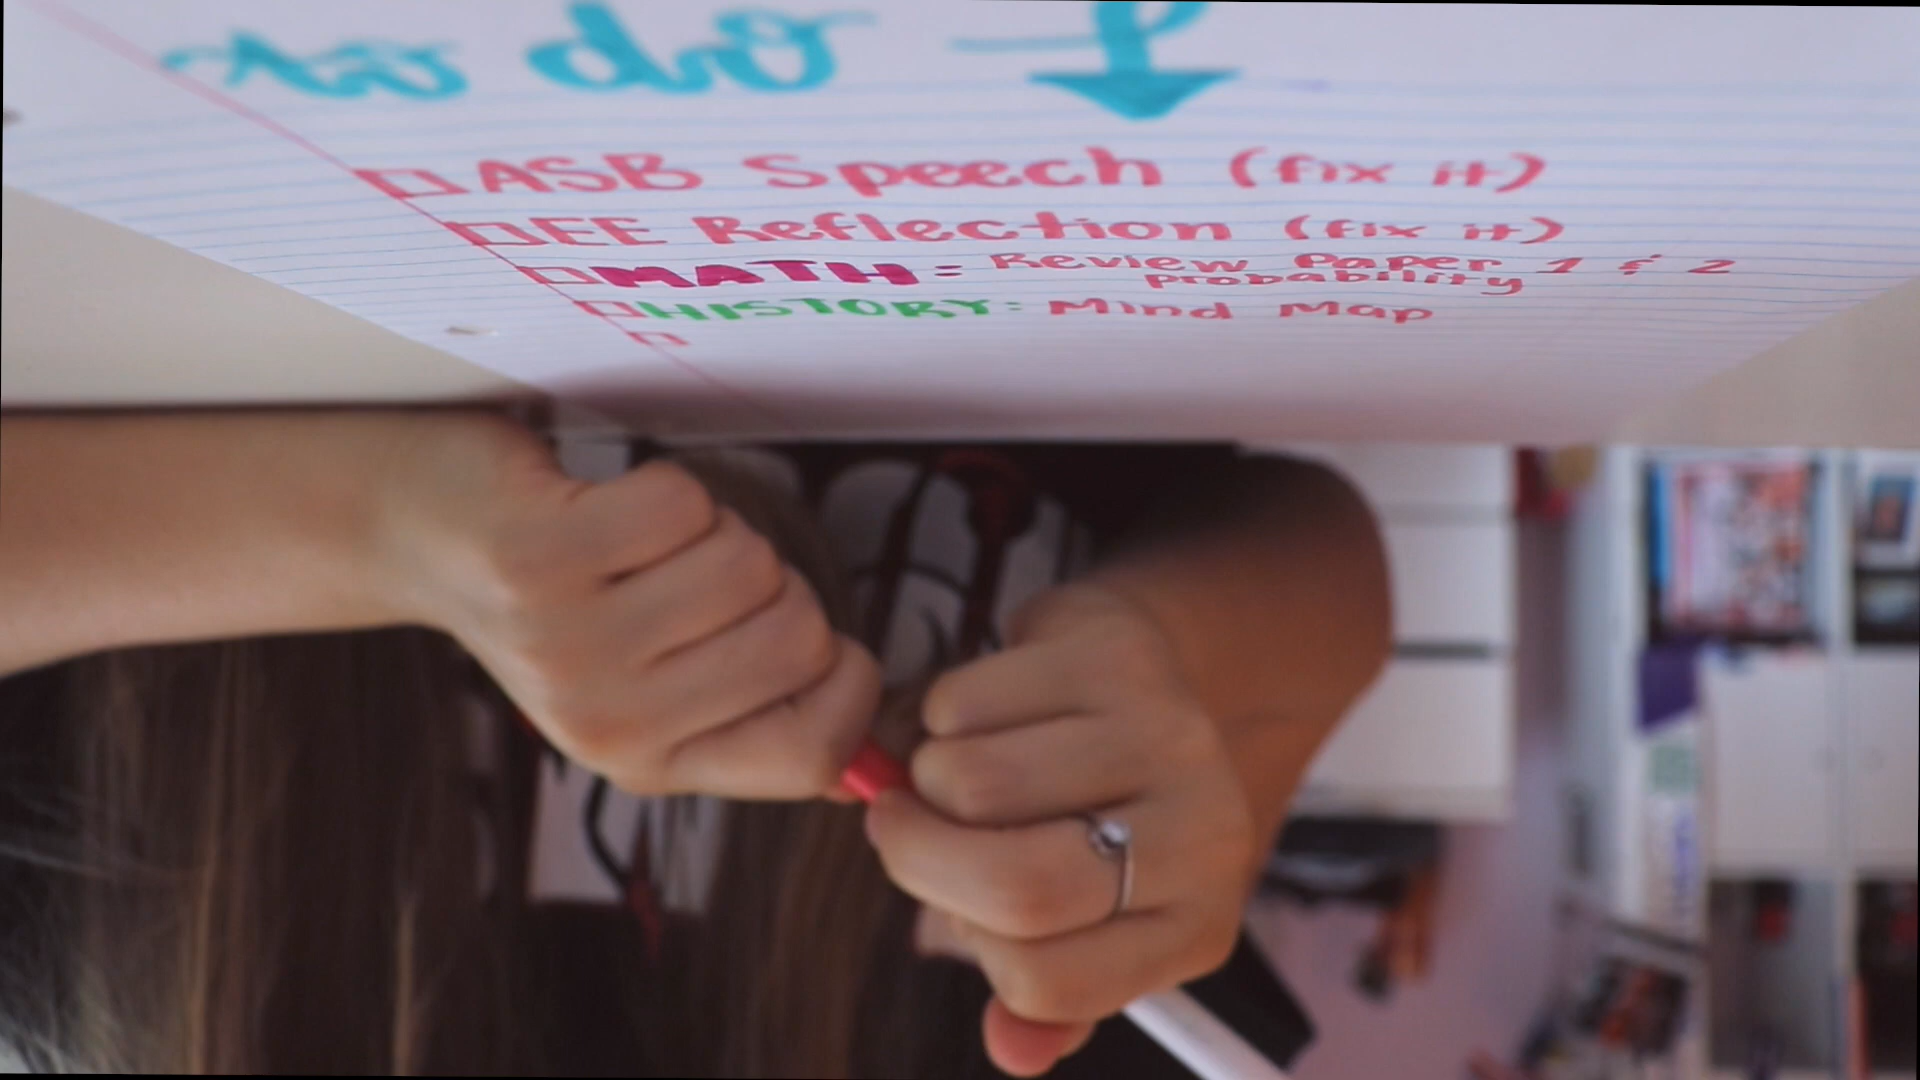 to do
ASB Speech (fix it)
EE Reflection (fix it)
MATH: Review Paper 1 & 2
probability
HISTORY: Mind Map